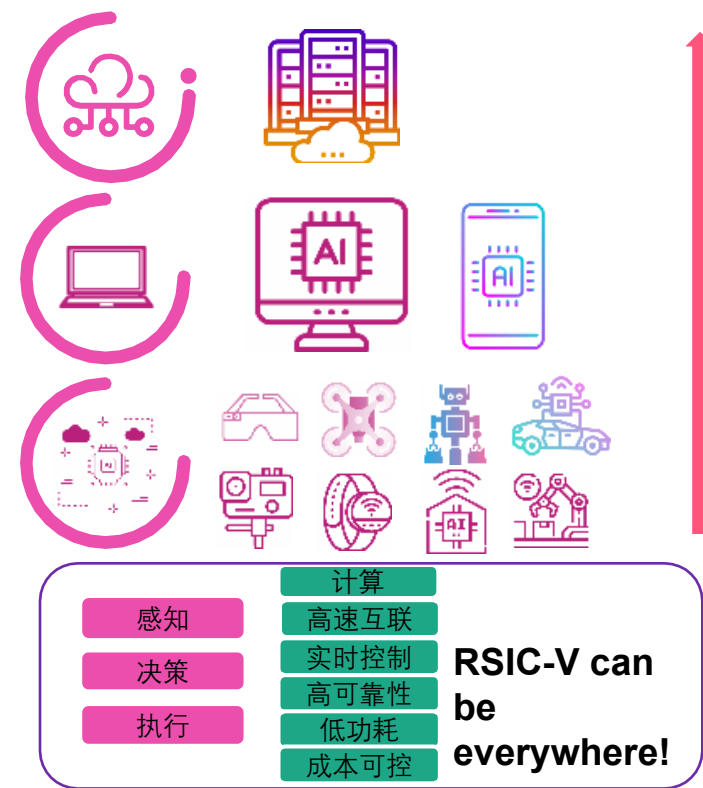 AI
AI
AI
AI
感知
决策
执行
计算
高速互联
实时控制
高可靠性
低功耗
成本可控
RSIC-V can
be
everywhere!